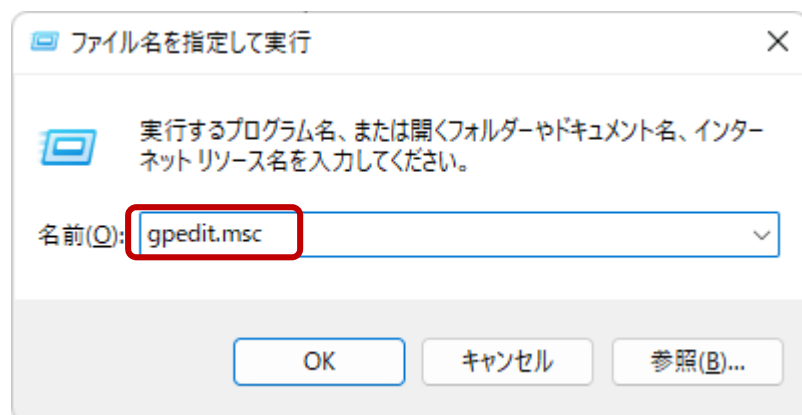 ファイル名を指定して実行
実行するプログラム名、または開くフォルダーやドキュメント名、インター
ネット リソース名を入力してください。
名前(O): gpedit.msc
OK キャンセル 参照(B)...